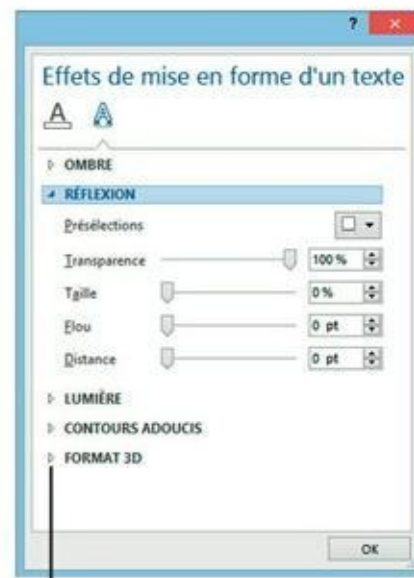 ?
Effets de mise en forme d'un texte
A A
OMBRE
RÉFLEXION
Présélections
Transparence 100 %
Taille 0 %
Flou 0 pt
Distance 0 pt
LUMIÈRE
CONTOURS ADOUCIS
FORMAT 3D
OK